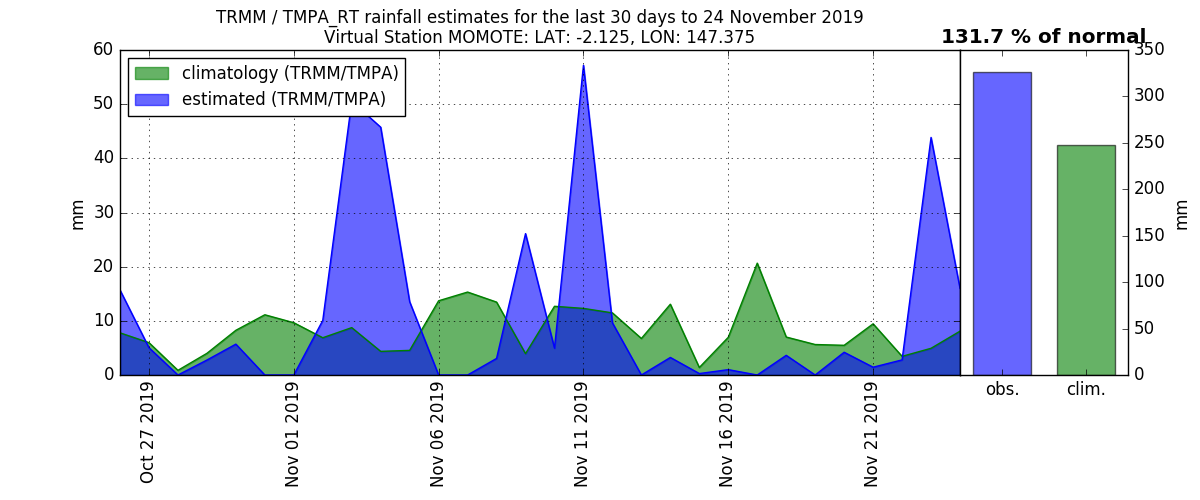 TRMM / TMPA_RT rainfall estimates for the last 30 days to 24 November 2019
Virtual Station MOMOTE: LAT: -2.125, LON: 147.375
131.7 % of normal
climatology (TRMM/TMPA)
estimated (TRMM/TMPA)
60
50
40
30
20
10
0
mm
350
300
250
200
150
100
50
0
mm
Oct 27 2019
Nov 01 2019
Nov 06 2019
Nov 11 2019
Nov 16 2019
Nov 21 2019
obs.
clim.